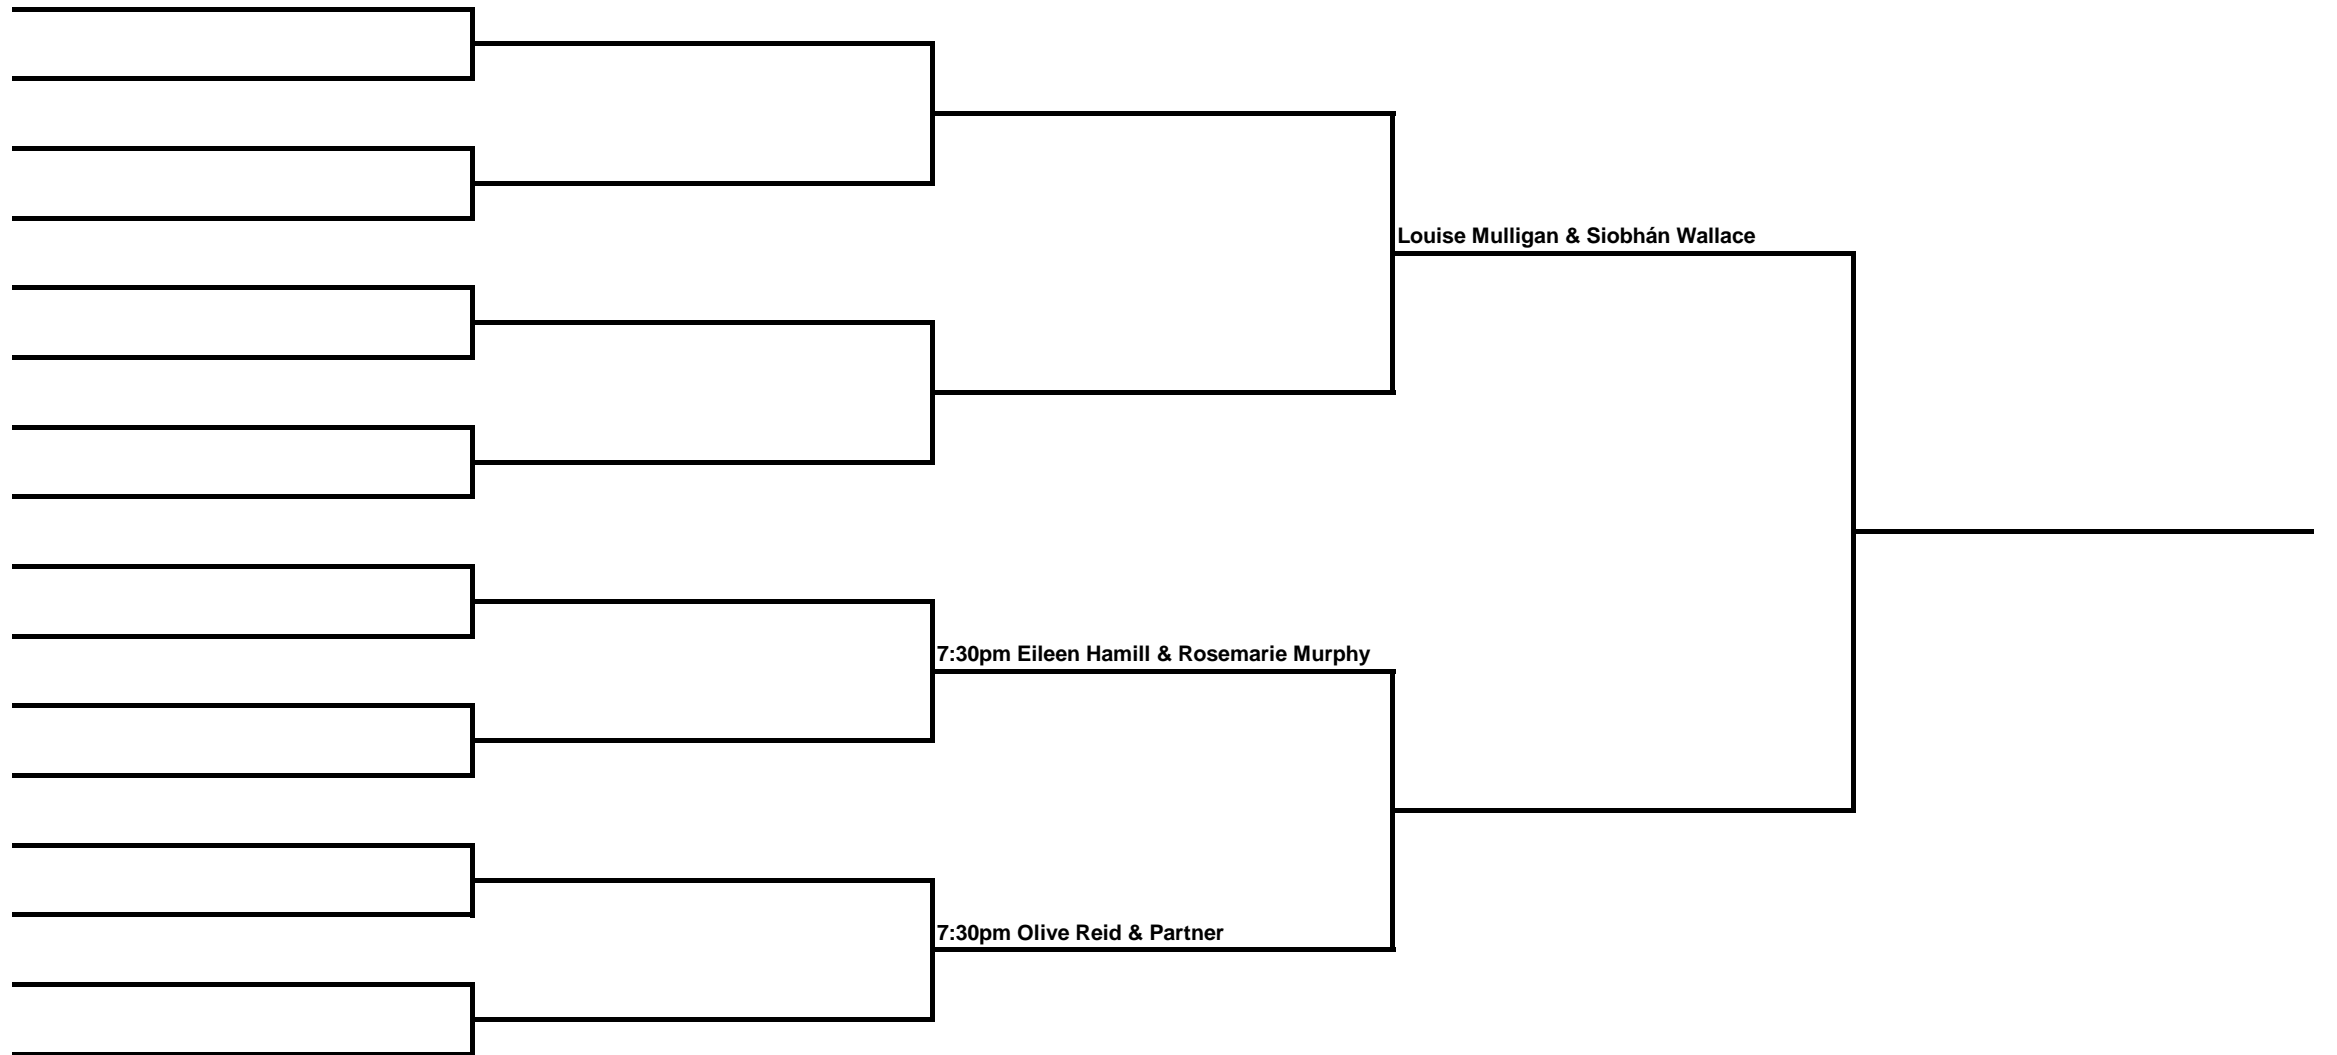 Louise Mulligan & Siobhán Wallace
7:30pm Eileen Hamill & Rosemarie Murphy
7:30pm Olive Reid & Partner